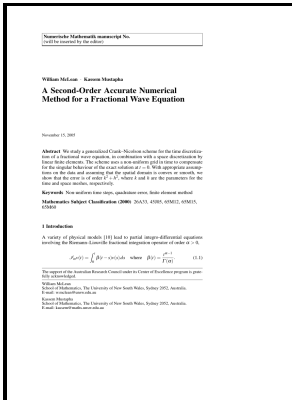 Numerische Mathematik manuscript No.
(will be inserted by the editor)
William McLean · Kassem Mustapha
A Second-Order Accurate Numerical
Method for a Fractional Wave Equation
November 15, 2005
Abstract We study a generalized Crank–Nicolson scheme for the time discretiza-
tion of a fractional wave equation, in combination with a space discretization by
linear finite elements. The scheme uses a non-uniform grid in time to compensate
for the singular behaviour of the exact solution at t = 0. With appropriate assump-
tions on the data and assuming that the spatial domain is convex or smooth, we
show that the error is of order k² + h², where k and h are the parameters for the
time and space meshes, respectively.
Keywords Non-uniform time steps, quadrature error, finite element method
Mathematics Subject Classification (2000) 26A33, 45J05, 65M12, 65M15,
65M60
1 Introduction
A variety of physical models [10] lead to partial integro-differential equations
involving the Riemann–Liouville fractional integration operator of order α > 0,
The support of the Australian Research Council under its Centre of Excellence program is grate-
fully acknowledged.
William McLean
School of Mathematics, The University of New South Wales, Sydney 2052, Australia.
E-mail: w.mclean@unsw.edu.au
Kassem Mustapha
School of Mathematics, The University of New South Wales, Sydney 2052, Australia.
E-mail: kassem@maths.unsw.edu.au